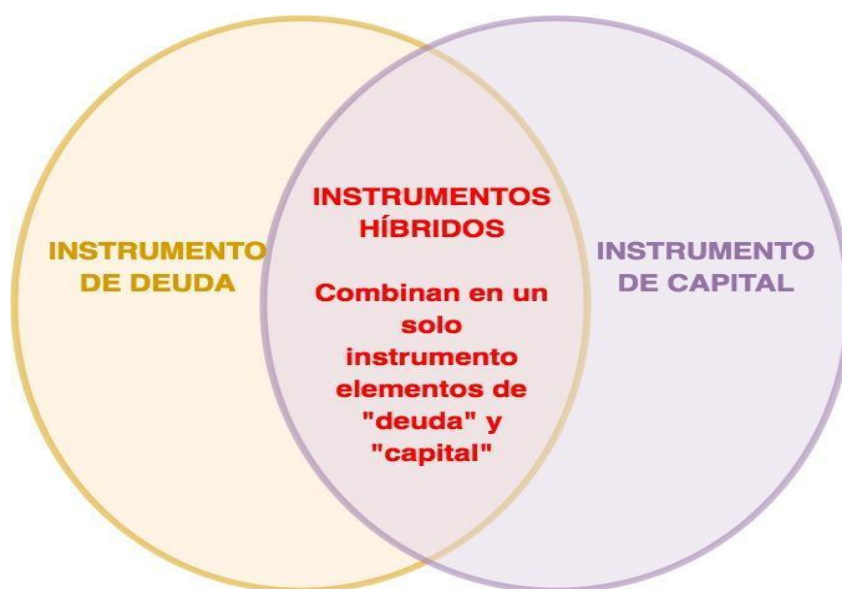 INSTRUMENTO
DE DEUDA
INSTRUMENTOS
HÍBRIDOS
Combinan en un
solo
instrumento
elementos de
"deuda" y
"capital"
INSTRUMENTO
DE CAPITAL